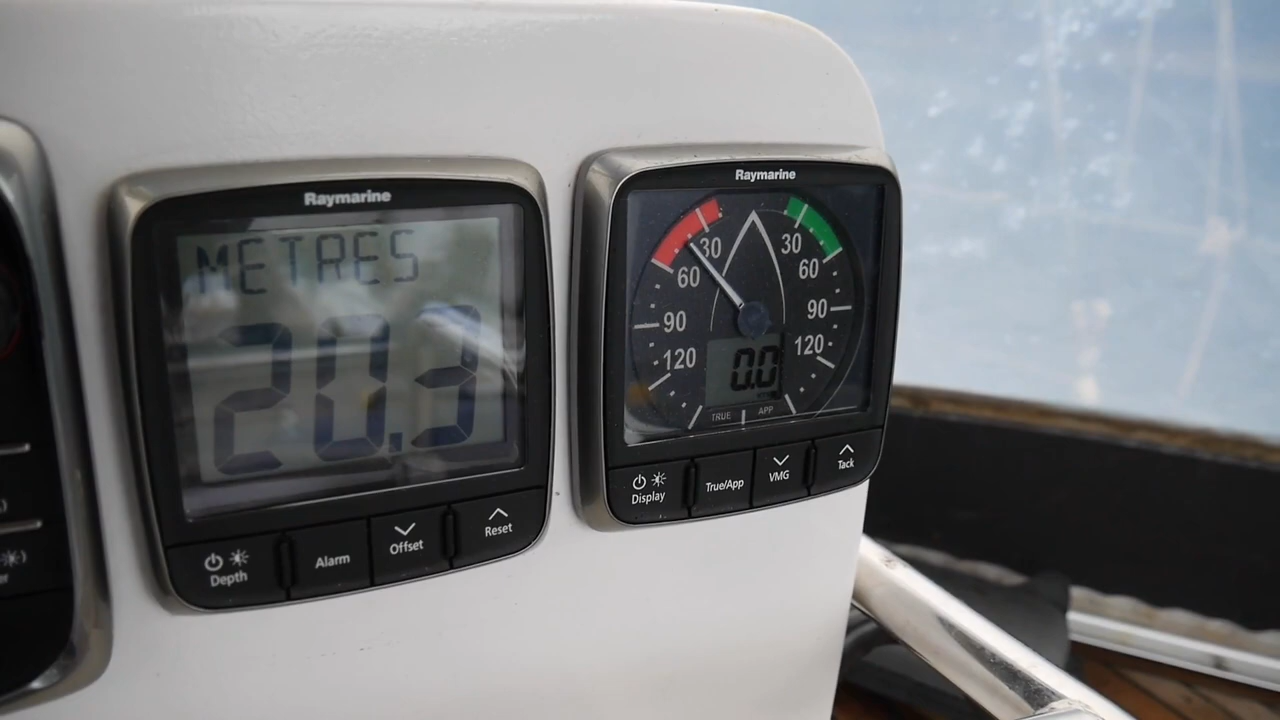 Raymarine
METRES
20.3
Depth
Alarm
Offset
Reset
Raymarine
30 30
60 60
90 90
120 120
0.0
TRUE APP
Display
True/App
VMG
Tack